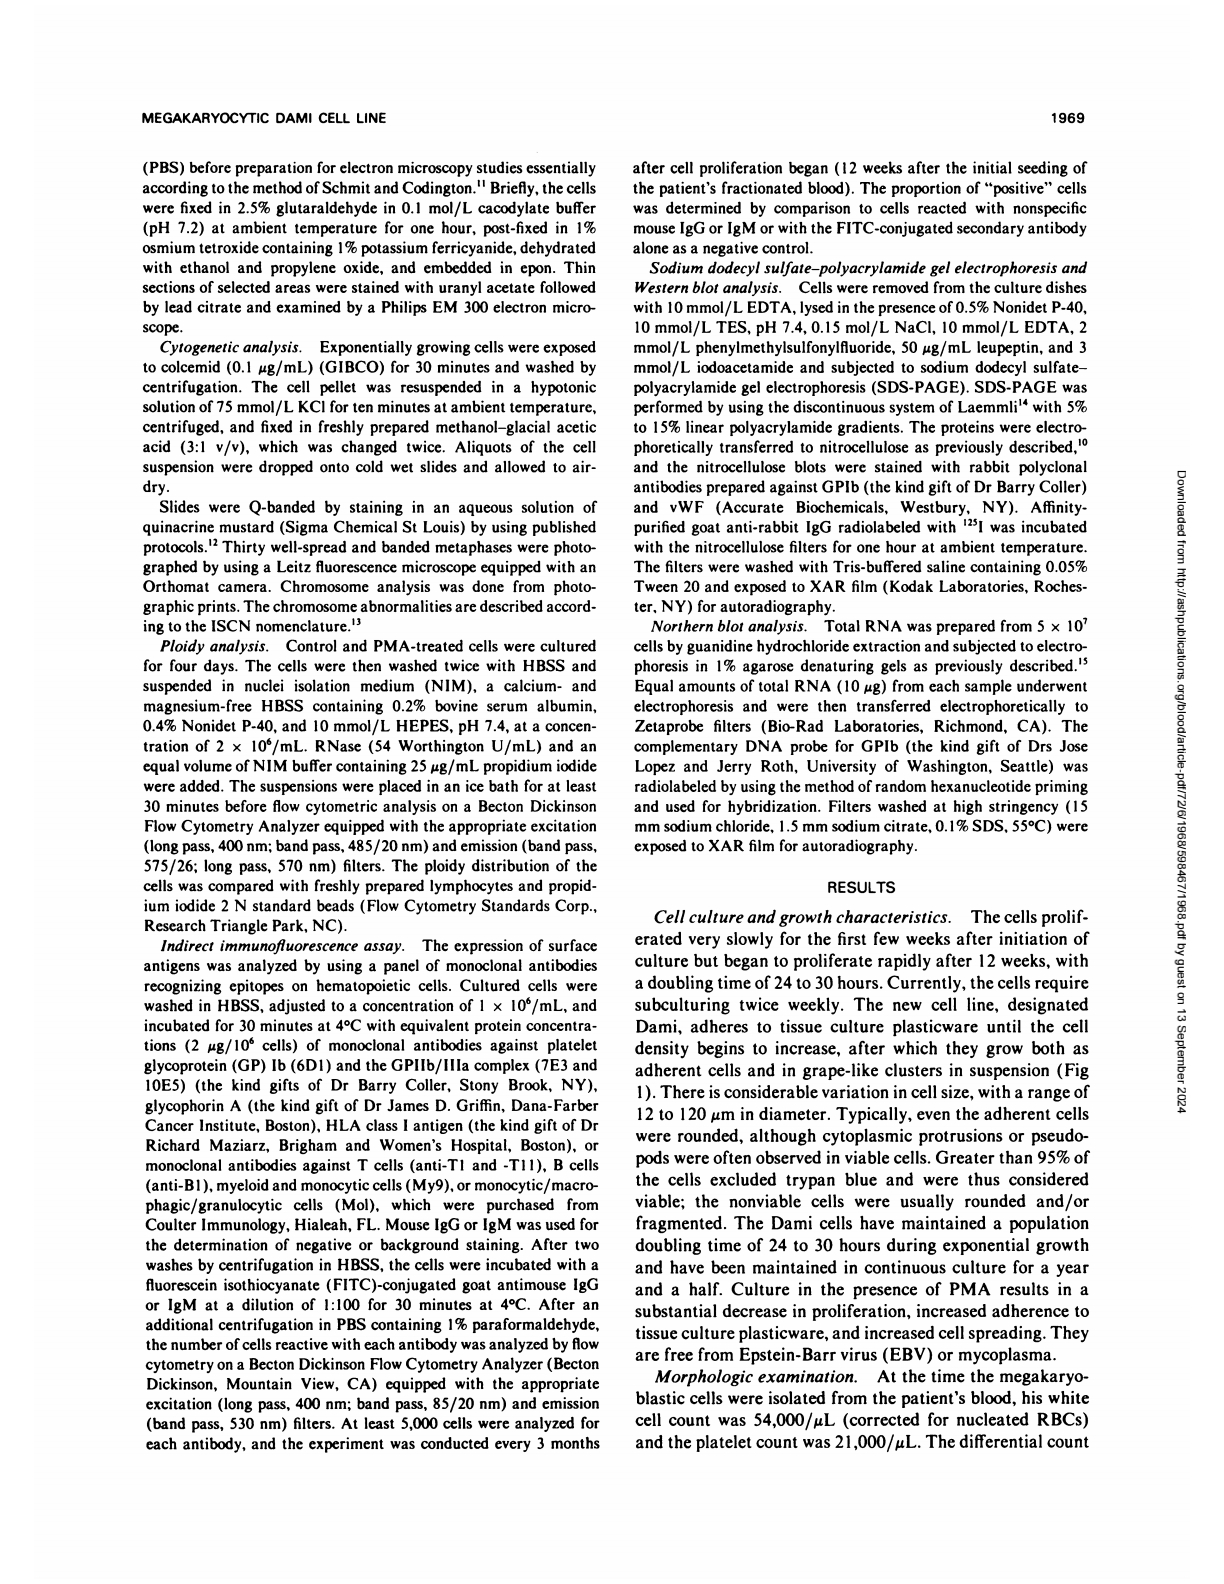 MEGAKARYOCYTIC DAMI CELL LINE
1969
(PBS) before preparation for electron microscopy studies essentially
according to the method of Schmit and Codington.¹¹ Briefly, the cells
were fixed in 2.5% glutaraldehyde in 0.1 mol/L cacodylate buffer
(pH 7.2) at ambient temperature for one hour, post-fixed in 1%
osmium tetroxide containing 1% potassium ferricyanide, dehydrated
with ethanol and propylene oxide, and embedded in epon. Thin
sections of selected areas were stained with uranyl acetate followed
by lead citrate and examined by a Philips EM 300 electron micro-
scope.
Cytogenetic analysis. Exponentially growing cells were exposed
to colcemid (0.1 μg/mL) (GIBCO) for 30 minutes and washed by
centrifugation. The cell pellet was resuspended in a hypotonic
solution of 75 mmol/L KCl for ten minutes at ambient temperature,
centrifuged, and fixed in freshly prepared methanol–glacial acetic
acid (3:1 v/v), which was changed twice. Aliquots of the cell
suspension were dropped onto cold wet slides and allowed to air-
dry.
Slides were Q-banded by staining in an aqueous solution of
quinacrine mustard (Sigma Chemical St Louis) by using published
protocols.¹² Thirty well-spread and banded metaphases were photo-
graphed by using a Leitz fluorescence microscope equipped with an
Orthomat camera. Chromosome analysis was done from photo-
graphic prints. The chromosome abnormalities are described accord-
ing to the ISCN nomenclature.¹³
Ploidy analysis. Control and PMA-treated cells were cultured
for four days. The cells were then washed twice with HBSS and
suspended in nuclei isolation medium (NIM), a calcium- and
magnesium-free HBSS containing 0.2% bovine serum albumin,
0.4% Nonidet P-40, and 10 mmol/L HEPES, pH 7.4, at a concen-
tration of 2 × 10⁶/mL. RNase (54 Worthington U/mL) and an
equal volume of NIM buffer containing 25 μg/mL propidium iodide
were added. The suspensions were placed in an ice bath for at least
30 minutes before flow cytometric analysis on a Becton Dickinson
Flow Cytometry Analyzer equipped with the appropriate excitation
(long pass, 400 nm; band pass, 485/20 nm) and emission (band pass,
575/26; long pass, 570 nm) filters. The ploidy distribution of the
cells was compared with freshly prepared lymphocytes and propid-
ium iodide 2 N standard beads (Flow Cytometry Standards Corp.,
Research Triangle Park, NC).
Indirect immunofluorescence assay. The expression of surface
antigens was analyzed by using a panel of monoclonal antibodies
recognizing epitopes on hematopoietic cells. Cultured cells were
washed in HBSS, adjusted to a concentration of 1 × 10⁶/mL, and
incubated for 30 minutes at 4°C with equivalent protein concentra-
tions (2 μg/10⁶ cells) of monoclonal antibodies against platelet
glycoprotein (GP) Ib (6D1) and the GPIIb/IIIa complex (7E3 and
10E5) (the kind gifts of Dr Barry Coller, Stony Brook, NY),
glycophorin A (the kind gift of Dr James D. Griffin, Dana-Farber
Cancer Institute, Boston), HLA class I antigen (the kind gift of Dr
Richard Maziarz, Brigham and Women's Hospital, Boston), or
monoclonal antibodies against T cells (anti-T1 and -T11), B cells
(anti-B1), myeloid and monocytic cells (My9), or monocytic/macro-
phagic/granulocytic cells (Mol), which were purchased from
Coulter Immunology, Hialeah, FL. Mouse IgG or IgM was used for
the determination of negative or background staining. After two
washes by centrifugation in HBSS, the cells were incubated with a
fluorescein isothiocyanate (FITC)-conjugated goat antimouse IgG
or IgM at a dilution of 1:100 for 30 minutes at 4°C. After an
additional centrifugation in PBS containing 1% paraformaldehyde,
the number of cells reactive with each antibody was analyzed by flow
cytometry on a Becton Dickinson Flow Cytometry Analyzer (Becton
Dickinson, Mountain View, CA) equipped with the appropriate
excitation (long pass, 400 nm; band pass, 85/20 nm) and emission
(band pass, 530 nm) filters. At least 5,000 cells were analyzed for
each antibody, and the experiment was conducted every 3 months
after cell proliferation began (12 weeks after the initial seeding of
the patient's fractionated blood). The proportion of "positive" cells
was determined by comparison to cells reacted with nonspecific
mouse IgG or IgM or with the FITC-conjugated secondary antibody
alone as a negative control.
Sodium dodecyl sulfate–polyacrylamide gel electrophoresis and
Western blot analysis. Cells were removed from the culture dishes
with 10 mmol/L EDTA, lysed in the presence of 0.5% Nonidet P-40,
10 mmol/L TES, pH 7.4, 0.15 mol/L NaCl, 10 mmol/L EDTA, 2
mmol/L phenylmethylsulfonylfluoride, 50 μg/mL leupeptin, and 3
mmol/L iodoacetamide and subjected to sodium dodecyl sulfate–
polyacrylamide gel electrophoresis (SDS-PAGE). SDS-PAGE was
performed by using the discontinuous system of Laemmli¹⁴ with 5%
to 15% linear polyacrylamide gradients. The proteins were electro-
phoretically transferred to nitrocellulose as previously described,¹⁰
and the nitrocellulose blots were stained with rabbit polyclonal
antibodies prepared against GPIb (the kind gift of Dr Barry Coller)
and vWF (Accurate Biochemicals, Westbury, NY). Affinity-
purified goat anti-rabbit IgG radiolabeled with ¹²⁵I was incubated
with the nitrocellulose filters for one hour at ambient temperature.
The filters were washed with Tris-buffered saline containing 0.05%
Tween 20 and exposed to XAR film (Kodak Laboratories, Roches-
ter, NY) for autoradiography.
Northern blot analysis. Total RNA was prepared from 5 × 10⁷
cells by guanidine hydrochloride extraction and subjected to electro-
phoresis in 1% agarose denaturing gels as previously described.¹⁵
Equal amounts of total RNA (10 μg) from each sample underwent
electrophoresis and were then transferred electrophoretically to
Zetaprobe filters (Bio-Rad Laboratories, Richmond, CA). The
complementary DNA probe for GPIb (the kind gift of Drs Jose
Lopez and Jerry Roth, University of Washington, Seattle) was
radiolabeled by using the method of random hexanucleotide priming
and used for hybridization. Filters washed at high stringency (15
mm sodium chloride, 1.5 mm sodium citrate, 0.1% SDS, 55°C) were
exposed to XAR film for autoradiography.
RESULTS
Cell culture and growth characteristics. The cells prolif-
erated very slowly for the first few weeks after initiation of
culture but began to proliferate rapidly after 12 weeks, with
a doubling time of 24 to 30 hours. Currently, the cells require
subculturing twice weekly. The new cell line, designated
Dami, adheres to tissue culture plasticware until the cell
density begins to increase, after which they grow both as
adherent cells and in grape-like clusters in suspension (Fig
1). There is considerable variation in cell size, with a range of
12 to 120 μm in diameter. Typically, even the adherent cells
were rounded, although cytoplasmic protrusions or pseudo-
pods were often observed in viable cells. Greater than 95% of
the cells excluded trypan blue and were thus considered
viable; the nonviable cells were usually rounded and/or
fragmented. The Dami cells have maintained a population
doubling time of 24 to 30 hours during exponential growth
and have been maintained in continuous culture for a year
and a half. Culture in the presence of PMA results in a
substantial decrease in proliferation, increased adherence to
tissue culture plasticware, and increased cell spreading. They
are free from Epstein-Barr virus (EBV) or mycoplasma.
Morphologic examination. At the time the megakaryo-
blastic cells were isolated from the patient's blood, his white
cell count was 54,000/μL (corrected for nucleated RBCs)
and the platelet count was 21,000/μL. The differential count
Downloaded from http://ashpublications.org/blood/article-pdf/72/6/1968/598467/1968.pdf by guest on 13 September 2024